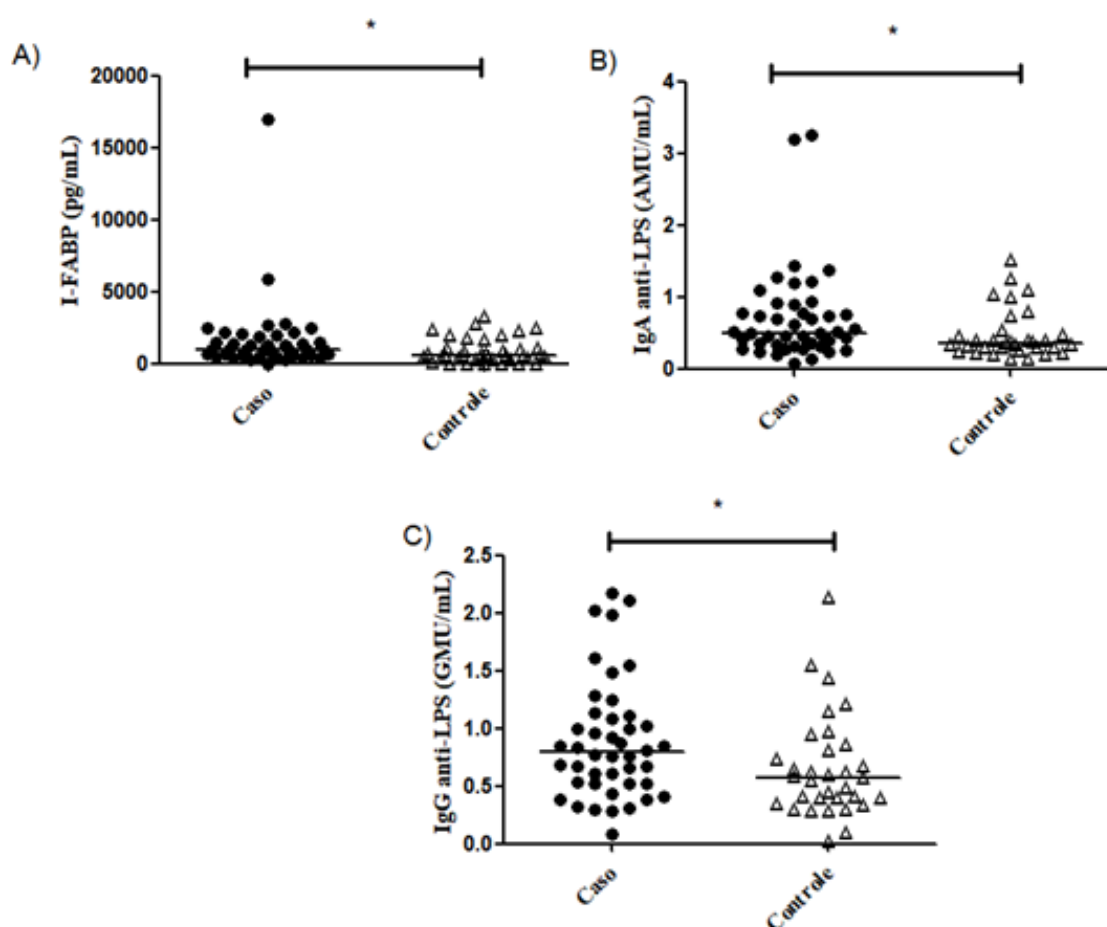 A)
*
I-FABP (pg/mL)
20000
15000
10000
5000
0
Caso
Controle
B)
*
IgA anti-LPS (AMU/mL)
4
3
2
1
0
Caso
Controle
C)
*
IgG anti-LPS (GMU/mL)
2.5
2.0
1.5
1.0
0.5
0.0
Caso
Controle